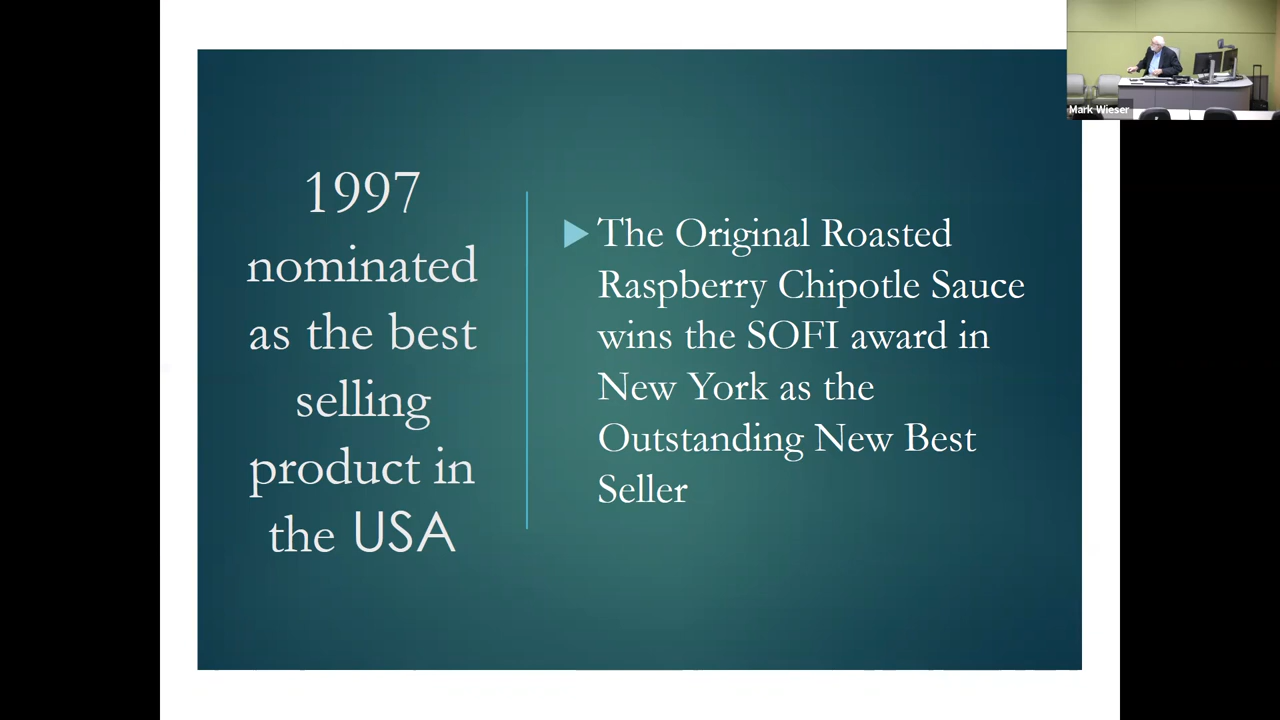 1997
nominated
as the best
selling
product in
the USA
The Original Roasted
Raspberry Chipotle Sauce
wins the SOFI award in
New York as the
Outstanding New Best
Seller
Mark Wieser